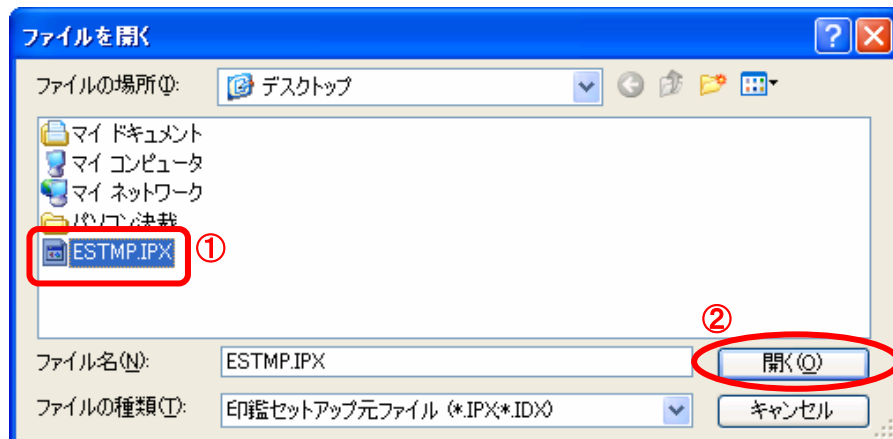 ファイルを開く
ファイルの場所(I):
デスクトップ
マイ ドキュメント
マイ コンピュータ
マイ ネットワーク
パソコン決裁
ESTMP.IPX
①
②
ファイル名(N):
ESTMP.IPX
開く(O)
ファイルの種類(T):
印鑑セットアップ元ファイル (*.IPX;*.IDX)
キャンセル